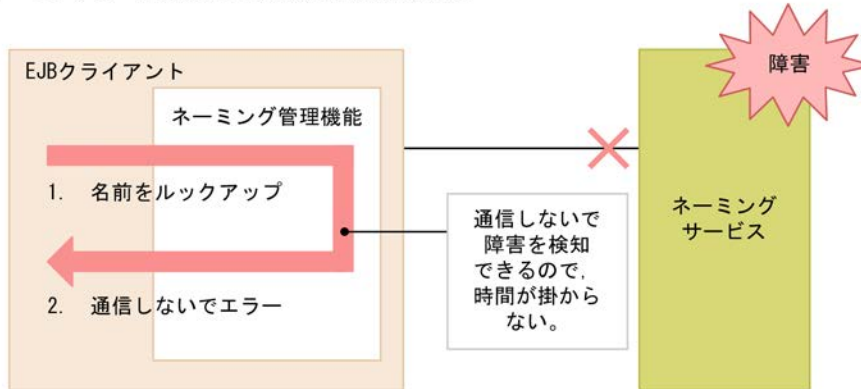 障害
EJBクライアント
ネーミング管理機能
1. 名前をルックアップ
2. 通信しないでエラー
通信しないで
障害を検知
できるので,
時間が掛から
ない。
ネーミング
サービス